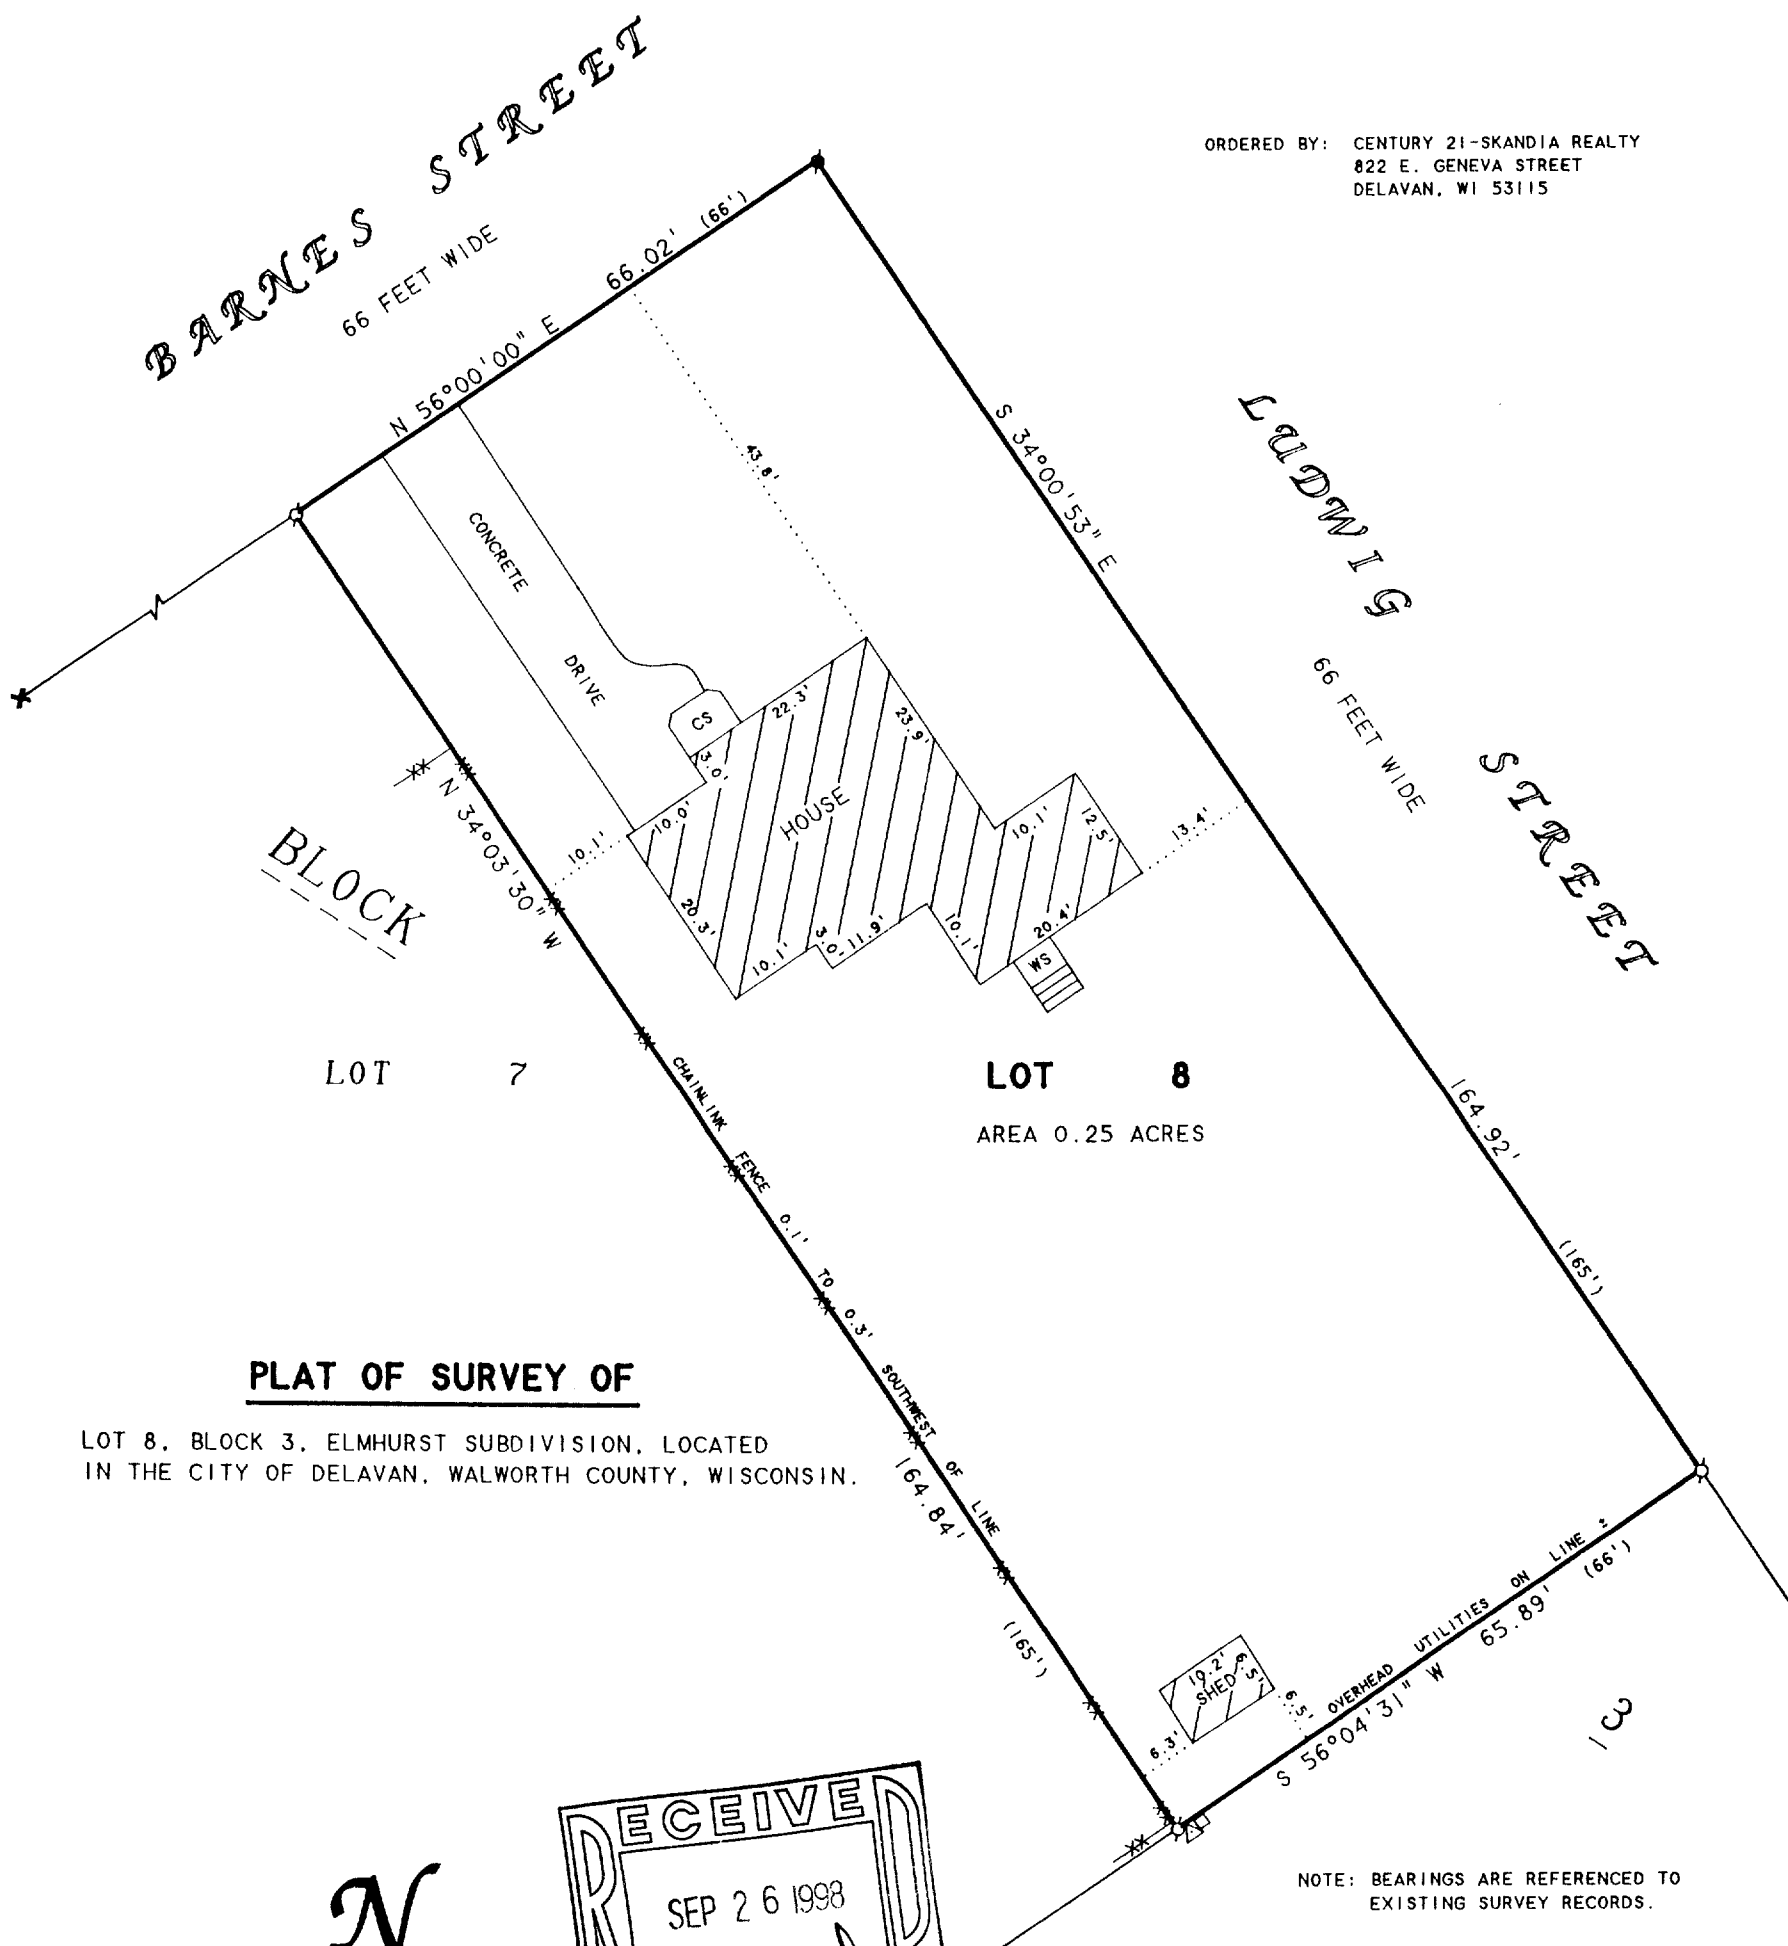 BARNES STREET
66 FEET WIDE
ORDERED BY: CENTURY 21-SKANDIA REALTY
822 E. GENEVA STREET
DELAVAN, WI 53115
N 56°00'00" E 66.02' (66')
S 34°00'53" E 164.92' (165')
LUDWIG STREET
66 FEET WIDE
43.8'
CONCRETE DRIVE
CS
22.3'
23.9'
3.0'
10.0'
HOUSE
10.1'
12.5'
13.4'
10.1'
20.3'
10.1'
3.0'
11.9'
10.1'
20.4'
WS
BLOCK 3
N 34°03'30" W 164.84' (165')
LOT 7
LOT 8
AREA 0.25 ACRES
CHAINLINK FENCE 0.1' TO 0.3' SOUTHWEST OF LINE
PLAT OF SURVEY OF
LOT 8, BLOCK 3, ELMHURST SUBDIVISION, LOCATED
IN THE CITY OF DELAVAN, WALWORTH COUNTY, WISCONSIN.
19.2'
6.5'
SHED
6.5'
6.3'
OVERHEAD UTILITIES ON LINE ±
S 56°04'31" W 65.89' (66')
RECEIVED
SEP 26 1998
N
NOTE: BEARINGS ARE REFERENCED TO
EXISTING SURVEY RECORDS.